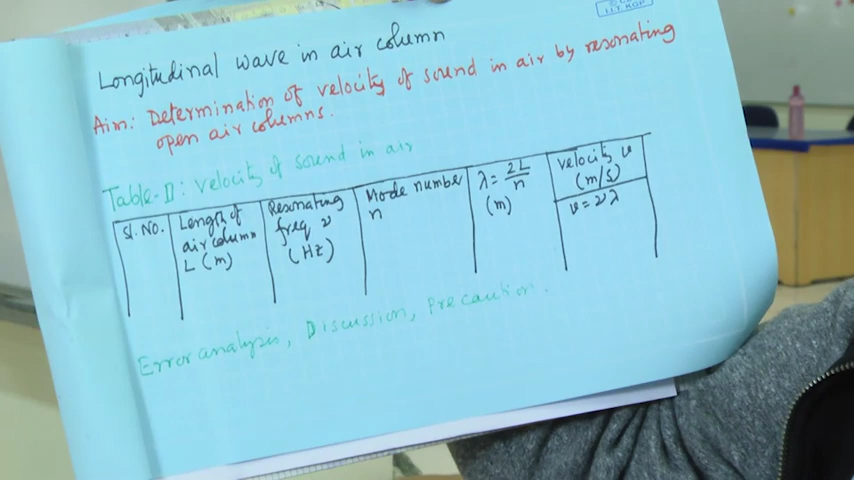 I.I.T. KGP
Longitudinal wave in air column
Aim: Determination of velocity of sound in air by resonating
open air columns.
Table-II: Velocity of sound in air
Sl. No.
Length of
air column
L (m)
Resonating
freq ν
(Hz)
Mode number
n
λ = 2L/n
(m)
velocity v
(m/s)
v = νλ
Error analysis, Discussion, Precaution.